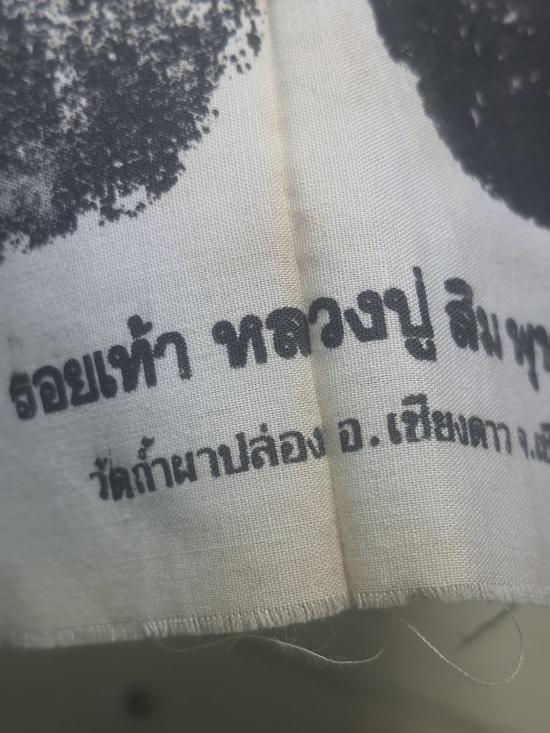 รอยเท้า หลวงปู่ สิม
วัดถ้ำผาปล่อง อ.เชียงดาว จ.